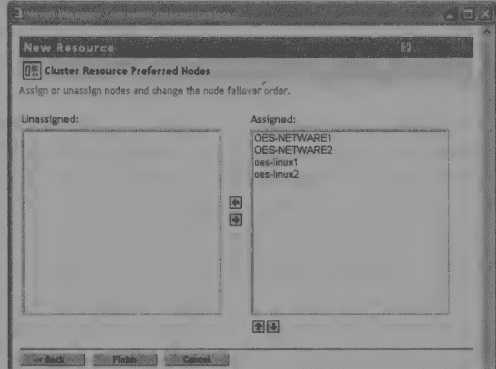 New Resource
Cluster Resource Preferred Nodes
Assign or unassign nodes and change the node failover order.
Unassigned:
Assigned:
OES-NETWARE1
OES-NETWARE2
oes-linux1
oes-linux2
<< Back
Finish
Cancel